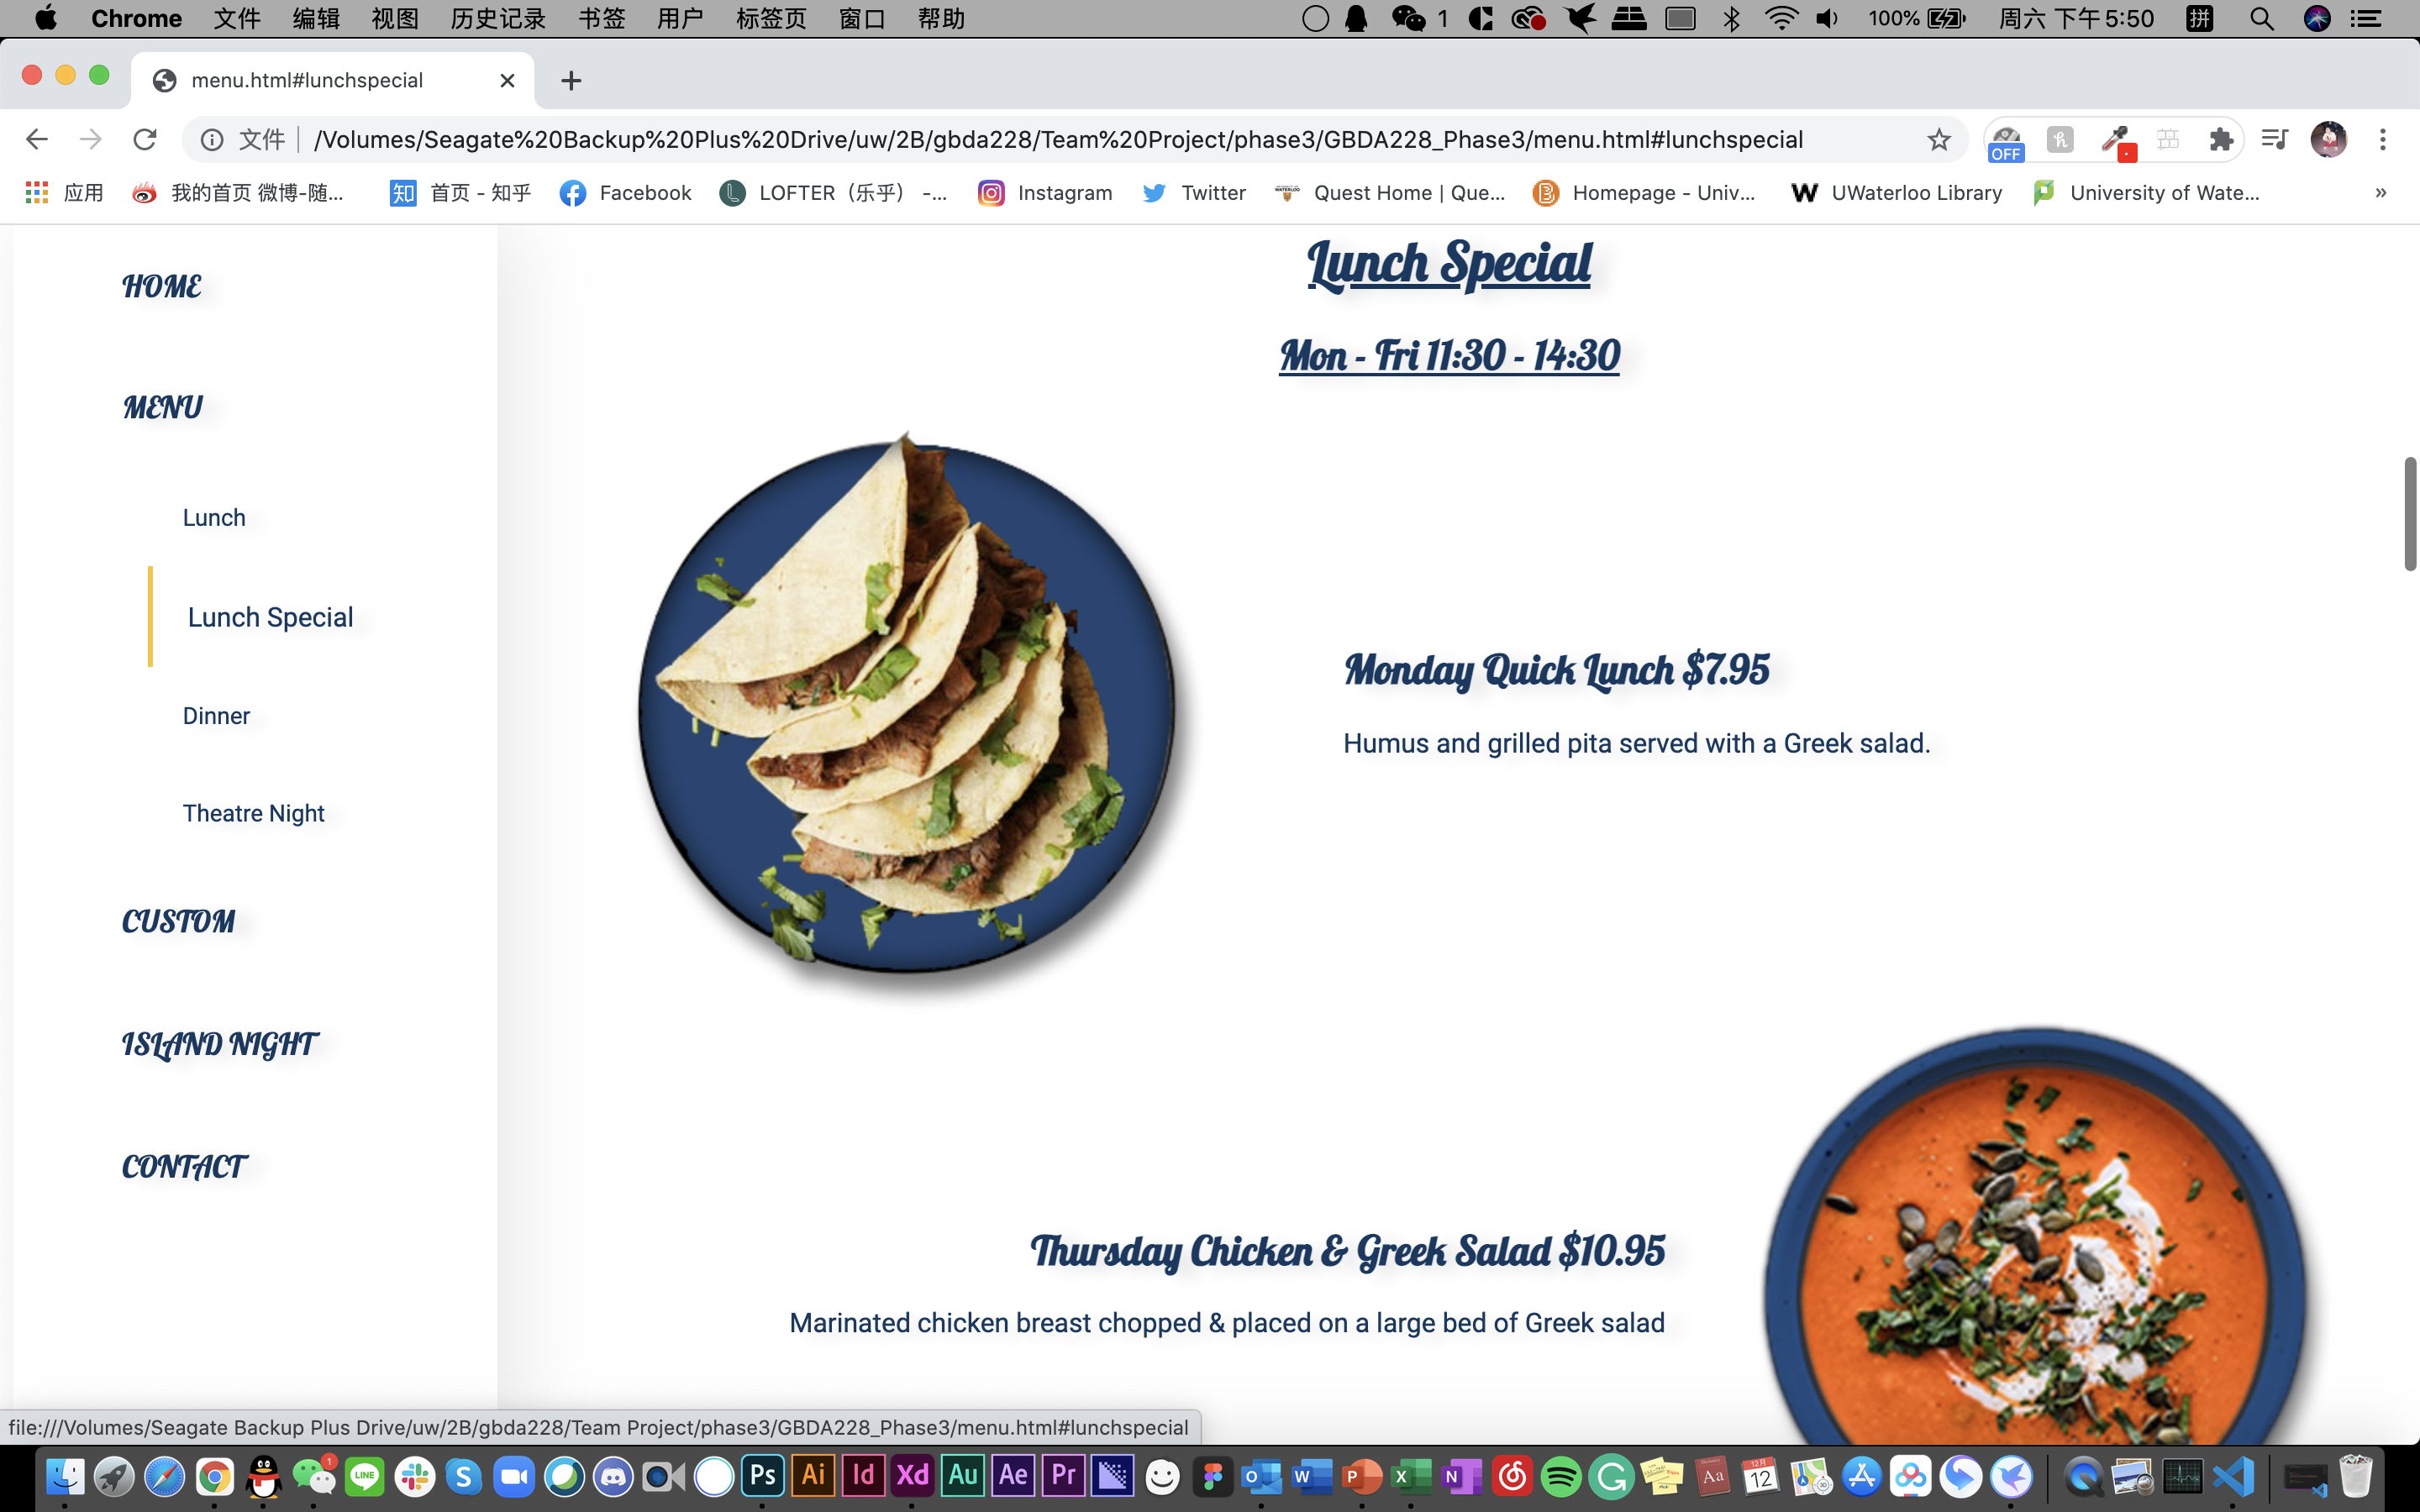 Chrome 文件 编辑 视图 历史记录 书签 用户 标签页 窗口 帮助 1 100% 周六 下午5:50 拼
menu.html#lunchspecial
文件 /Volumes/Seagate%20Backup%20Plus%20Drive/uw/2B/gbda228/Team%20Project/phase3/GBDA228_Phase3/menu.html#lunchspecial OFF
应用 我的首页 微博-随... 知 首页 - 知乎 Facebook LOFTER（乐乎） -... Instagram Twitter Quest Home | Que... Homepage - Univ... UWaterloo Library University of Wate... »
HOME
MENU
Lunch
Lunch Special
Dinner
Theatre Night
CUSTOM
ISLAND NIGHT
CONTACT
Lunch Special
Mon - Fri 11:30 - 14:30
Monday Quick Lunch $7.95
Humus and grilled pita served with a Greek salad.
Thursday Chicken & Greek Salad $10.95
Marinated chicken breast chopped & placed on a large bed of Greek salad
file:///Volumes/Seagate Backup Plus Drive/uw/2B/gbda228/Team Project/phase3/GBDA228_Phase3/menu.html#lunchspecial
1 LINE S Ps Ai Id Xd Au Ae Pr O W P X N Aa 12月 12